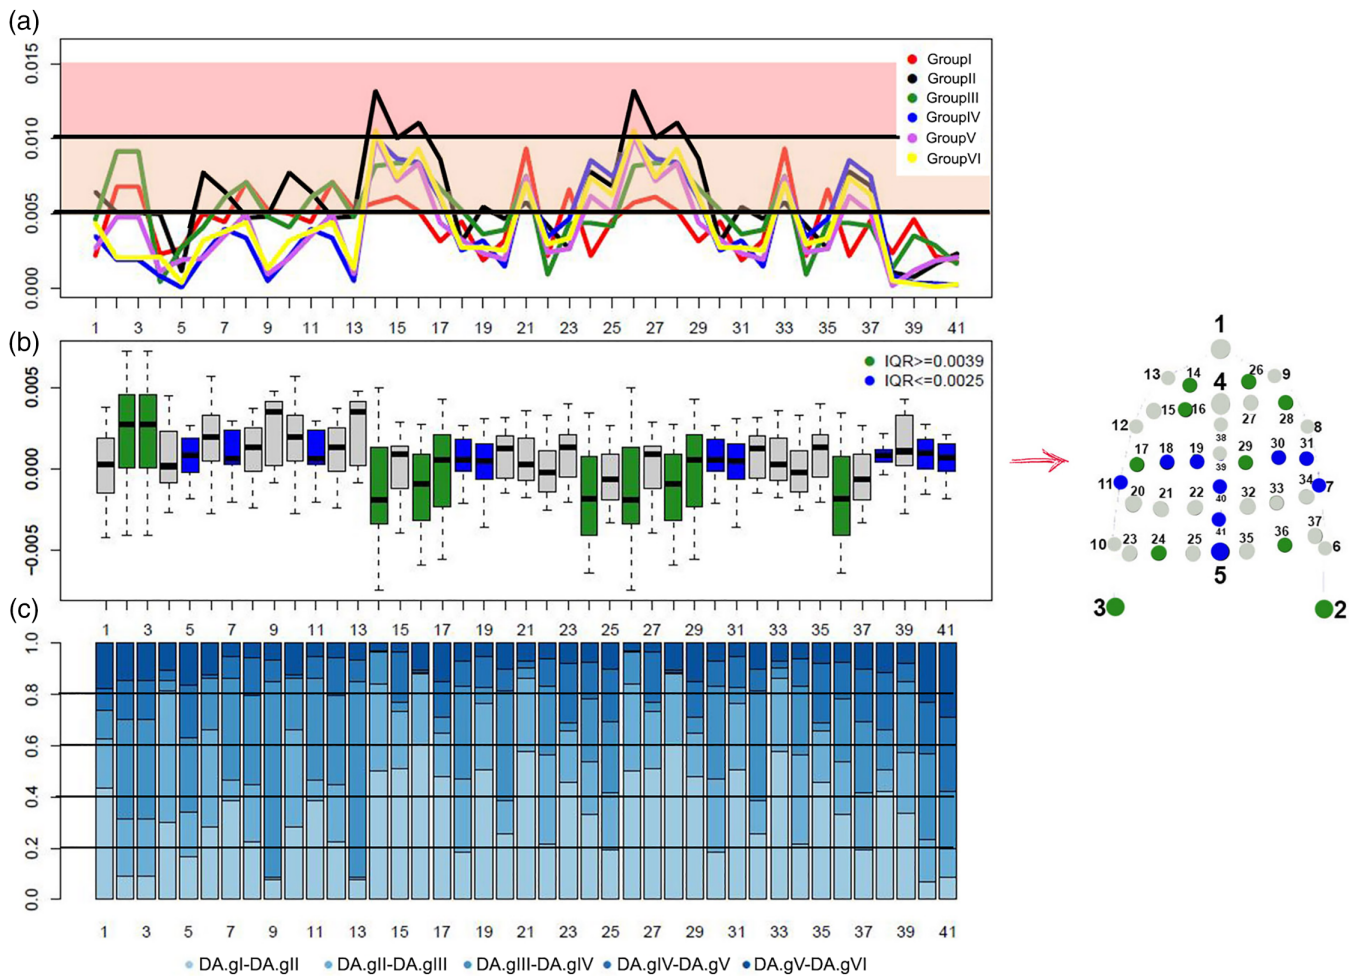 (a)
0.015
0.010
0.005
0.000
GroupI
GroupII
GroupIII
GroupIV
GroupV
GroupVI
1 3 5 7 9 11 13 15 17 19 21 23 25 27 29 31 33 35 37 39 41
(b)
0.005
0.000
−0.005
IQR>=0.0039
IQR<=0.0025
1 3 5 7 9 11 13 15 17 19 21 23 25 27 29 31 33 35 37 39 41
(c)
1.0
0.8
0.6
0.4
0.2
0.0
1 3 5 7 9 11 13 15 17 19 21 23 25 27 29 31 33 35 37 39 41
DA.gI-DA.gII DA.gII-DA.gIII DA.gIII-DA.gIV DA.gIV-DA.gV DA.gV-DA.gVI
1
13 14 4 26 9
12 15 16 38 27 28 8
17 18 19 39 29 30 31
11 20 21 22 40 32 33 34 7
10 23 24 25 41 35 36 37 6
5
3 2